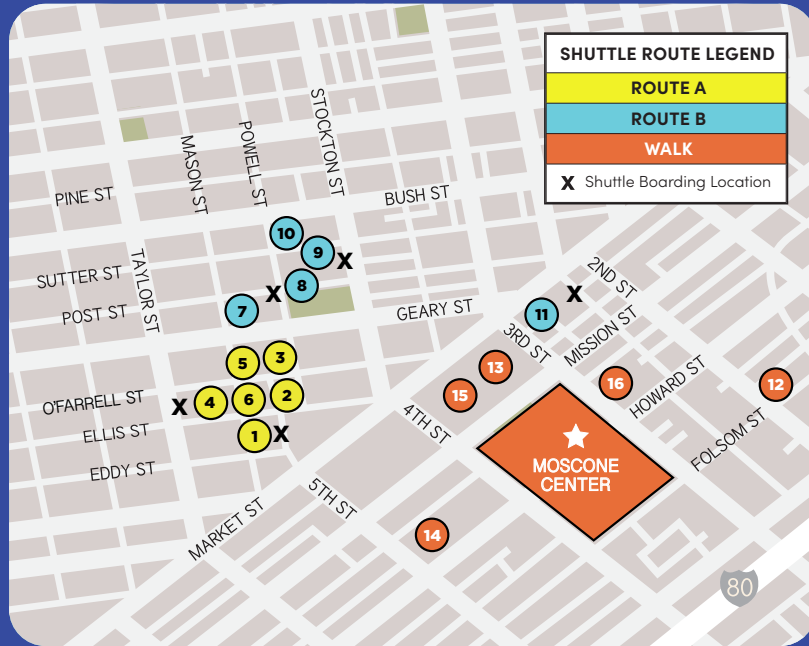 SHUTTLE ROUTE LEGEND
ROUTE A
ROUTE B
WALK
X Shuttle Boarding Location
STOCKTON ST
POWELL ST
MASON ST
PINE ST
BUSH ST
10
9
X
TAYLOR ST
SUTTER ST
8
X
7
POST ST
GEARY ST
2ND ST
X
11
MISSION ST
3RD ST
5
3
13
16
HOWARD ST
12
O'FARRELL ST
X
4
6
2
15
4TH ST
FOLSOM ST
ELLIS ST
1
X
EDDY ST
MOSCONE
CENTER
5TH ST
MARKET ST
14
80